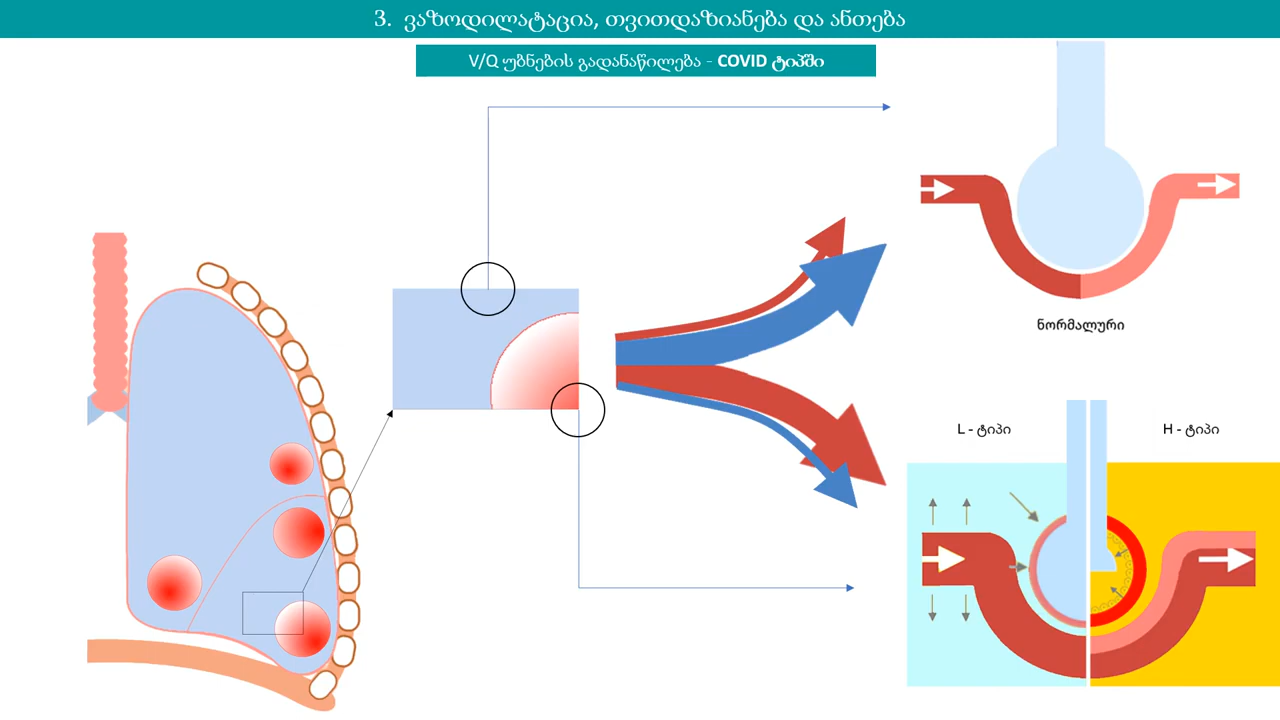 3. ვაზოდილატაცია, თვითდაზიანება და ანთება
V/Q უბნების გადანაწილება - COVID ტიპში
ნორმალური
L - ტიპი
H - ტიპი